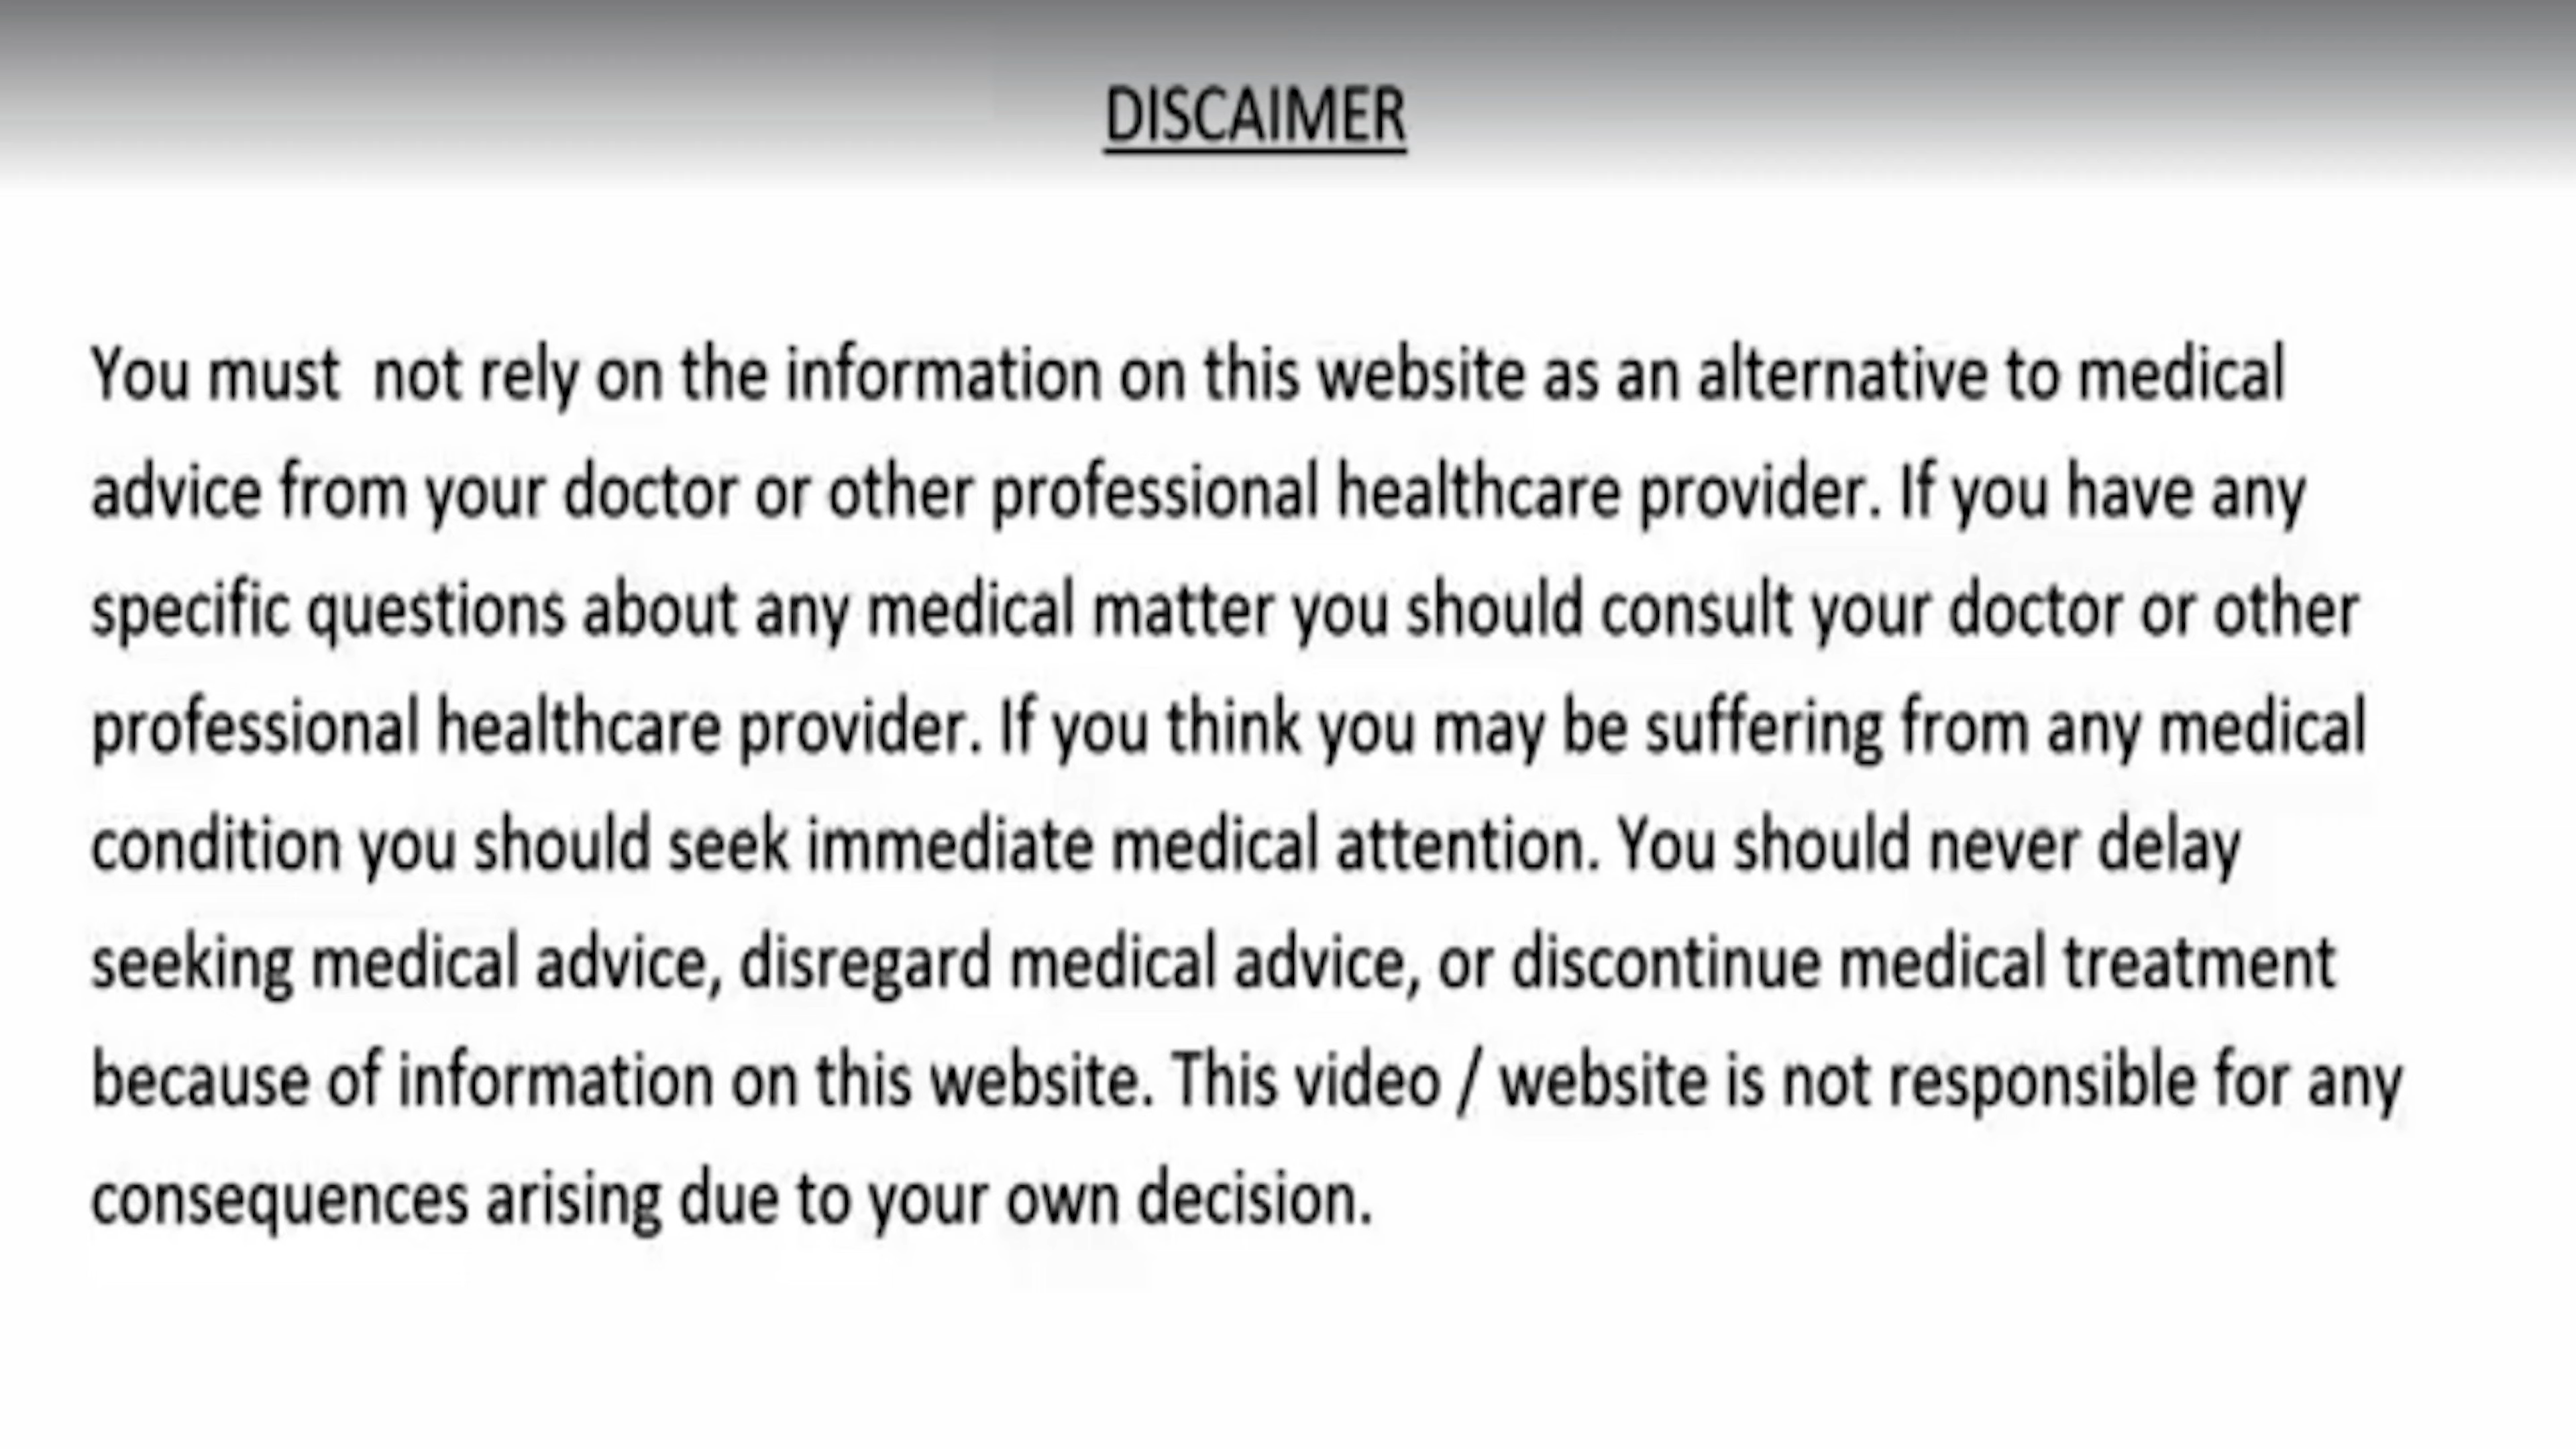 DISCAIMER
You must  not rely on the information on this website as an alternative to medical
advice from your doctor or other professional healthcare provider. If you have any
specific questions about any medical matter you should consult your doctor or other
professional healthcare provider. If you think you may be suffering from any medical
condition you should seek immediate medical attention. You should never delay
seeking medical advice, disregard medical advice, or discontinue medical treatment
because of information on this website. This video / website is not responsible for any
consequences arising due to your own decision.